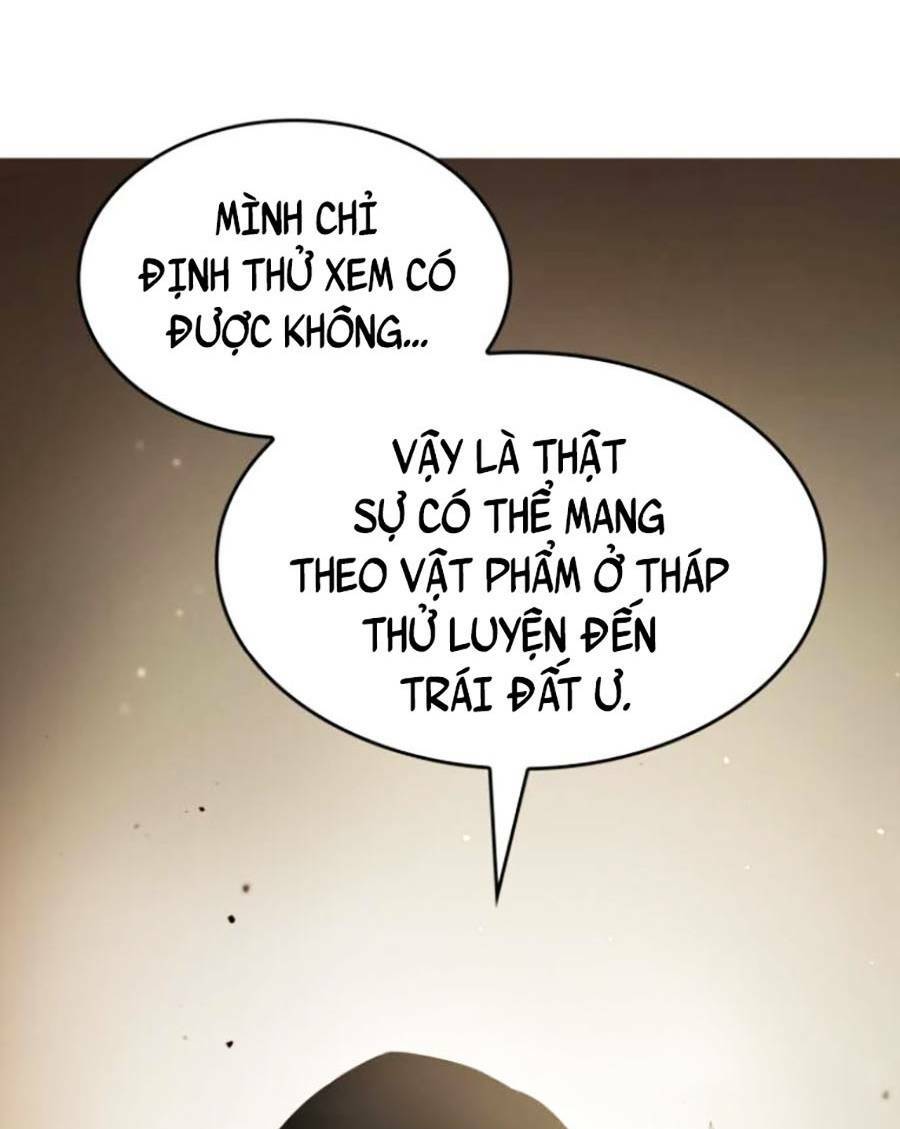 MÌNH CHỈ
ĐỊNH THỬ XEM CÓ
ĐƯỢC KHÔNG...
VẬY LÀ THẬT
SỰ CÓ THỂ MANG
THEO VẬT PHẨM Ở THÁP
THỬ LUYỆN ĐẾN
TRÁI ĐẤT Ư.